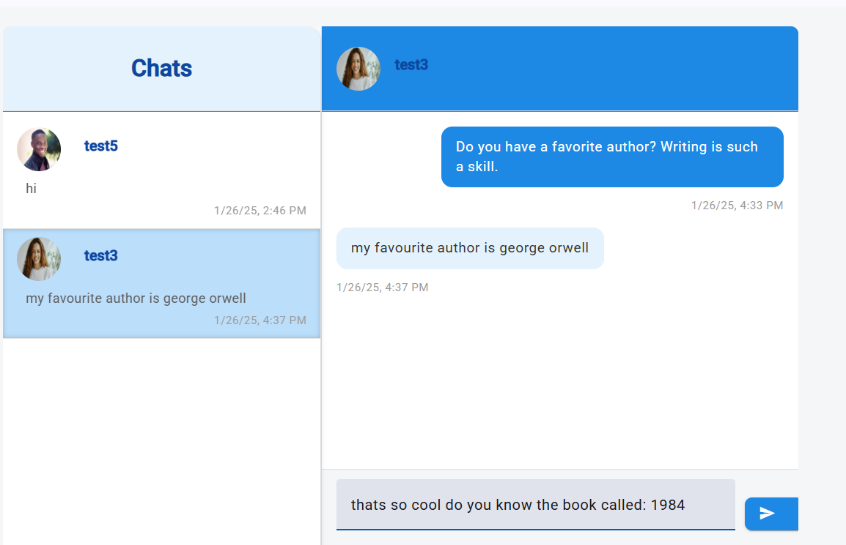 Chats
test5
hi
1/26/25, 2:46 PM
test3
my favourite author is george orwell
1/26/25, 4:37 PM
test3
Do you have a favorite author? Writing is such
a skill.
1/26/25, 4:33 PM
my favourite author is george orwell
1/26/25, 4:37 PM
thats so cool do you know the book called: 1984